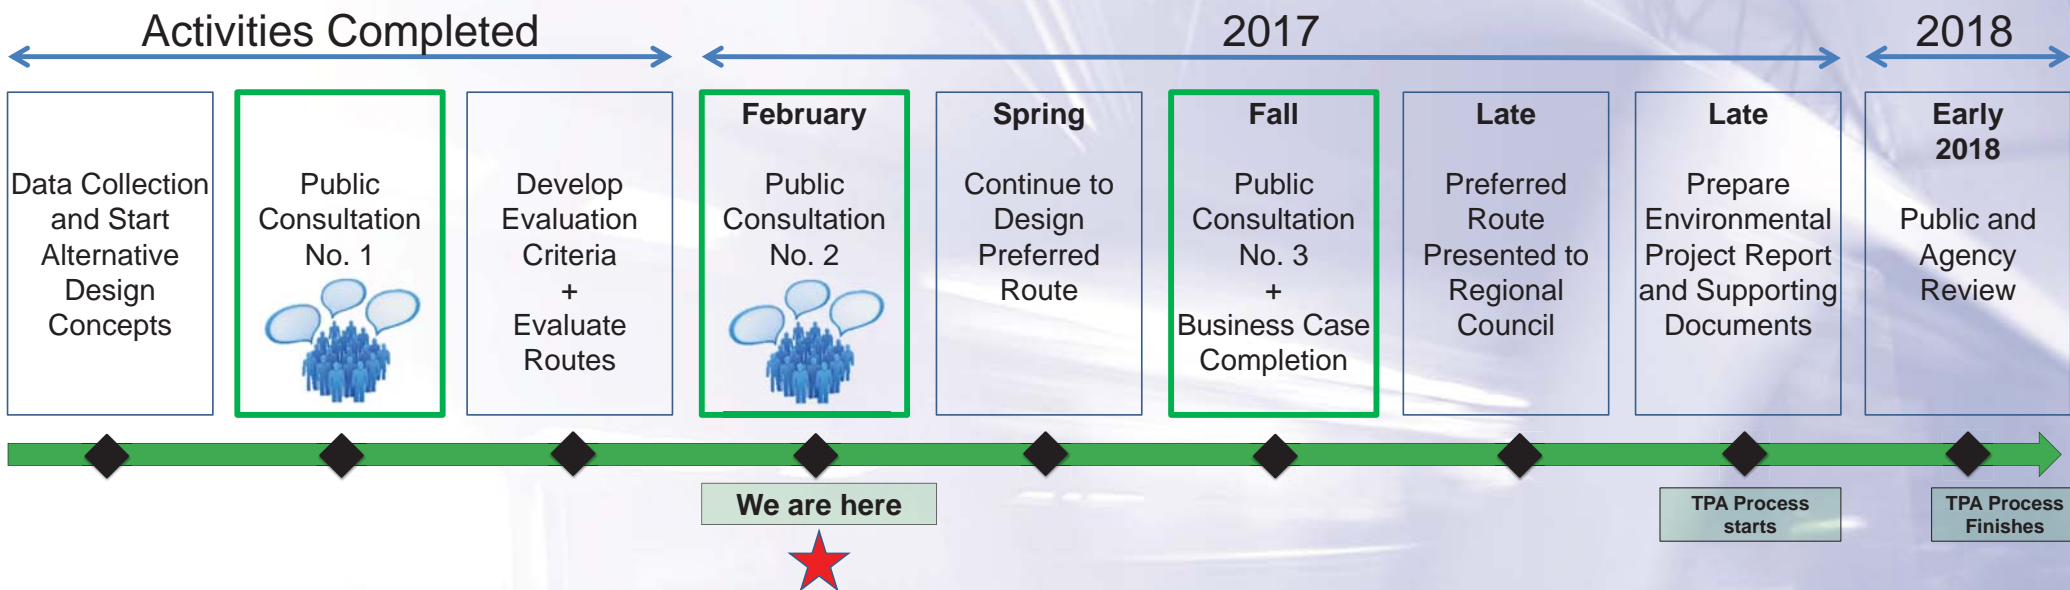 Activities Completed
2017
2018
Data Collection
and Start
Alternative
Design
Concepts
Public
Consultation
No. 1
Develop
Evaluation
Criteria
+
Evaluate
Routes
February
Public
Consultation
No. 2
Spring
Continue to
Design
Preferred
Route
Fall
Public
Consultation
No. 3
+
Business Case
Completion
Late
Preferred
Route
Presented to
Regional
Council
Late
Prepare
Environmental
Project Report
and Supporting
Documents
Early
2018
Public and
Agency
Review
We are here
TPA Process
starts
TPA Process
Finishes